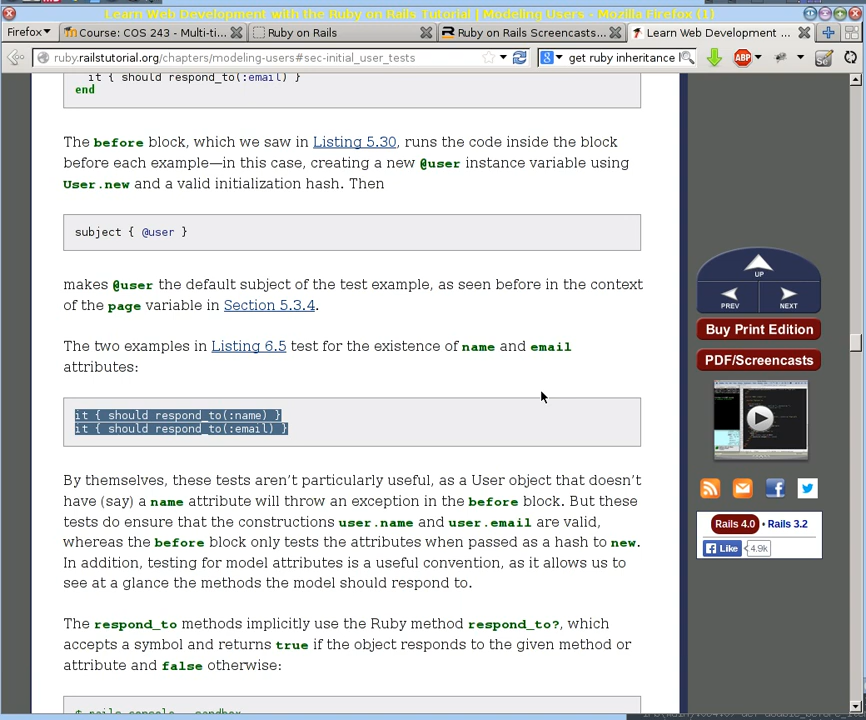 Learn Web Development with the Ruby on Rails Tutorial | Modeling Users - Mozilla Firefox (1)
Firefox
Course: COS 243 - Multi-ti...
Ruby on Rails
Ruby on Rails Screencasts...
Learn Web Development ...
ruby.railstutorial.org/chapters/modeling-users#sec-initial_user_tests
get ruby inheritance l
ABP
it { should respond_to(:email) }
end
The before block, which we saw in Listing 5.30, runs the code inside the block
before each example—in this case, creating a new @user instance variable using
User.new and a valid initialization hash. Then
subject { @user }
makes @user the default subject of the test example, as seen before in the context
of the page variable in Section 5.3.4.
The two examples in Listing 6.5 test for the existence of name and email
attributes:
it { should respond_to(:name) }
it { should respond_to(:email) }
By themselves, these tests aren’t particularly useful, as a User object that doesn’t
have (say) a name attribute will throw an exception in the before block. But these
tests do ensure that the constructions user.name and user.email are valid,
whereas the before block only tests the attributes when passed as a hash to new.
In addition, testing for model attributes is a useful convention, as it allows us to
see at a glance the methods the model should respond to.
The respond_to methods implicitly use the Ruby method respond_to?, which
accepts a symbol and returns true if the object responds to the given method or
attribute and false otherwise:
$ rails console --sandbox
UP
PREV
NEXT
Buy Print Edition
PDF/Screencasts
Rails 4.0 • Rails 3.2
Like 4.9k